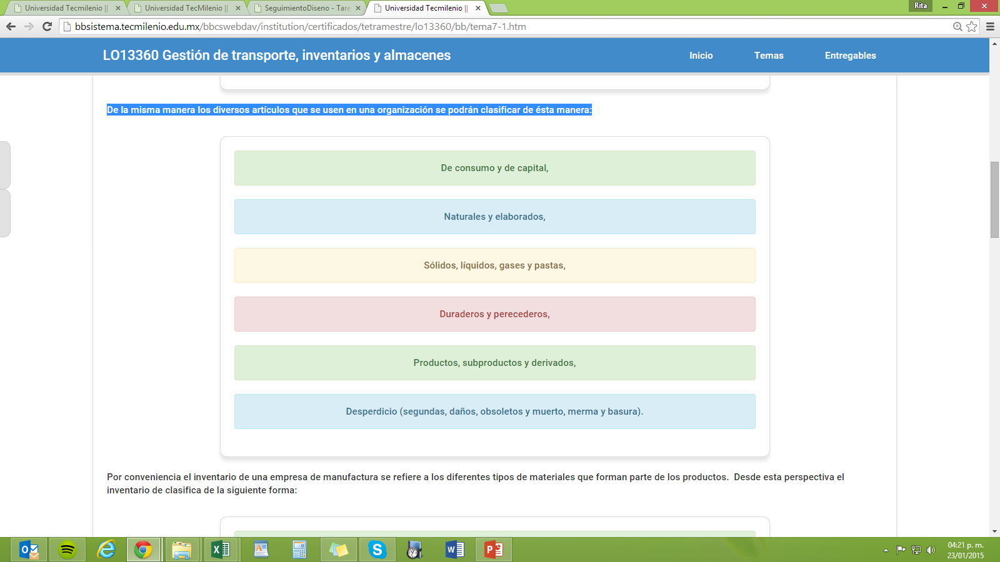 Universidad Tecmilenio ||
Universidad TecMilenio ||
SeguimientoDiseno - Tare
Universidad Tecmilenio ||
Rita
bbsistema.tecmilenio.edu.mx/bbcswebdav/institution/certificados/tetramestre/lo13360/bb/tema7-1.htm
LO13360 Gestión de transporte, inventarios y almacenes
Inicio
Temas
Entregables
De la misma manera los diversos artículos que se usen en una organización se podrán clasificar de ésta manera:
De consumo y de capital,
Naturales y elaborados,
Sólidos, líquidos, gases y pastas,
Duraderos y perecederos,
Productos, subproductos y derivados,
Desperdicio (segundas, daños, obsoletos y muerto, merma y basura).
Por conveniencia el inventario de una empresa de manufactura se refiere a los diferentes tipos de materiales que forman parte de los productos.  Desde esta perspectiva el
inventario de clasifica de la siguiente forma:
04:21 p. m.
23/01/2015